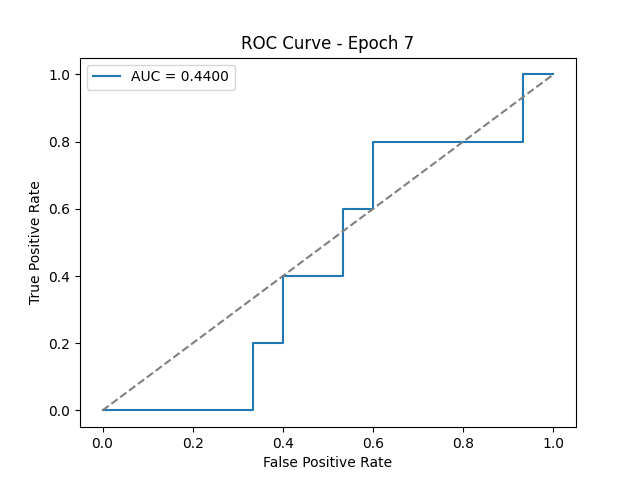 ROC Curve - Epoch 7
AUC = 0.4400
True Positive Rate
1.0
0.8
0.6
0.4
0.2
0.0
0.0 0.2 0.4 0.6 0.8 1.0
False Positive Rate